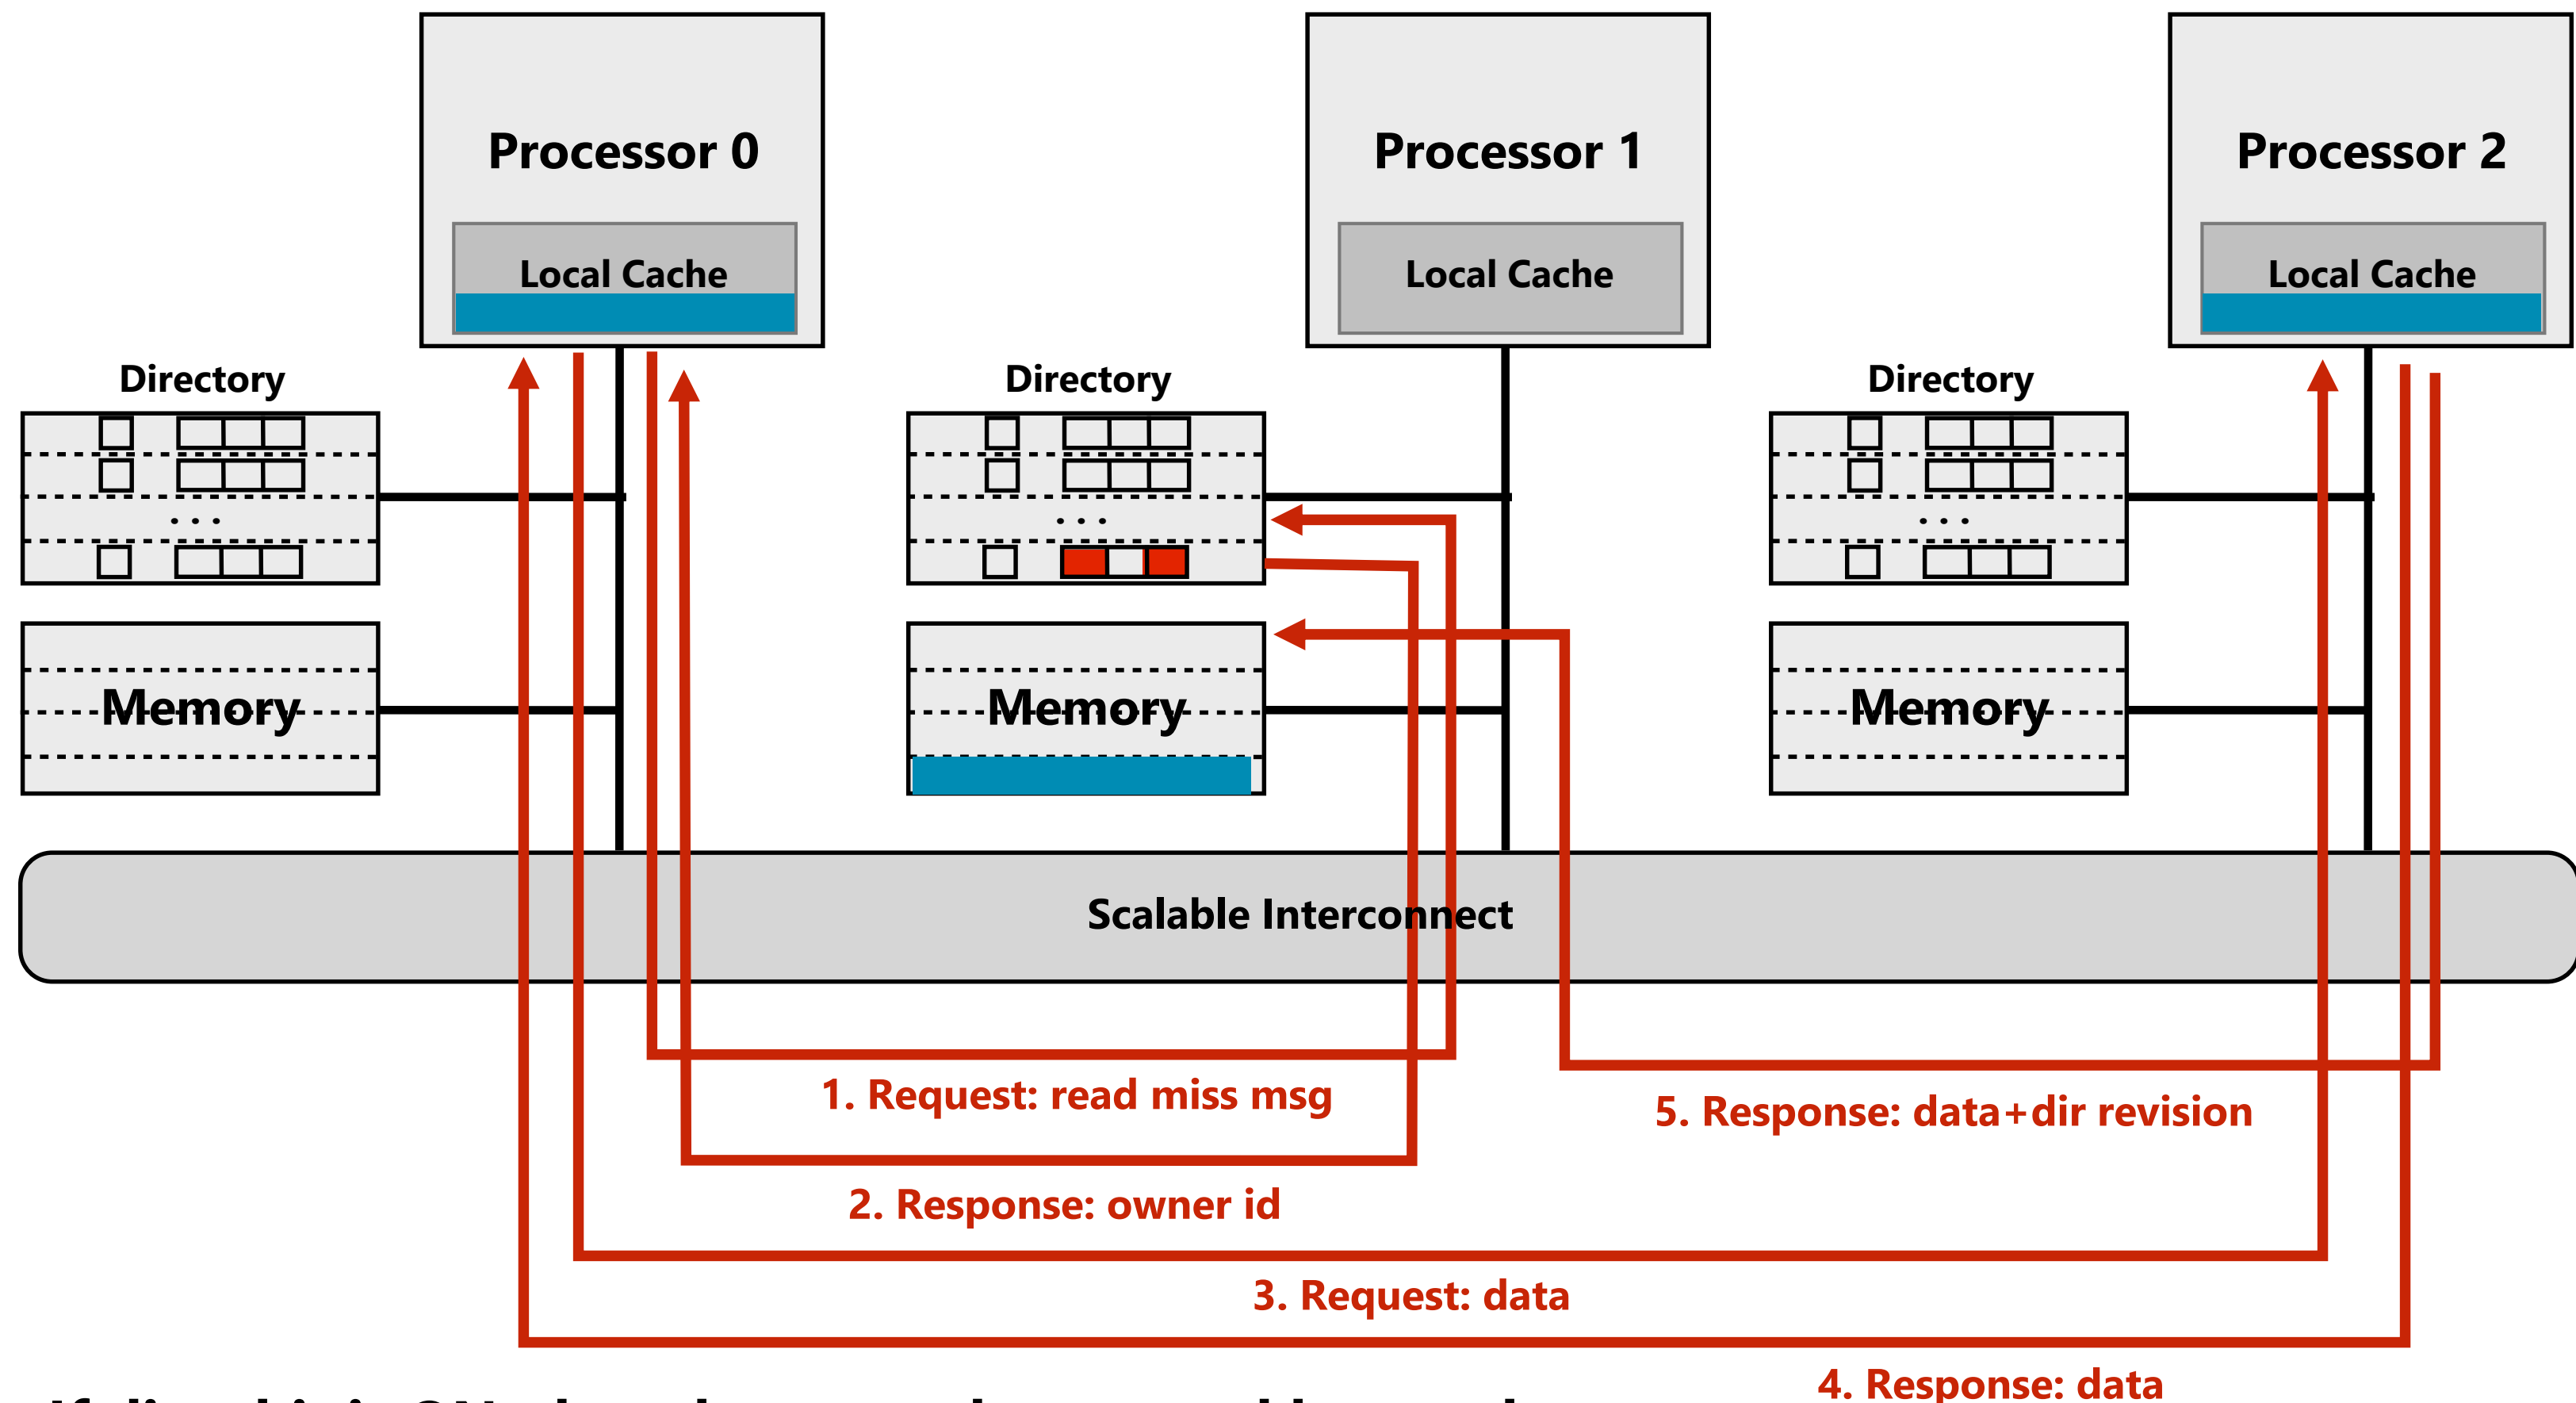 Processor 0
Processor 1
Processor 2
Local Cache
Local Cache
Local Cache
Directory
Directory
Directory
. . .
. . .
. . .
Memory
Memory
Memory
Scalable Interconnect
1. Request: read miss msg
5. Response: data+dir revision
2. Response: owner id
3. Request: data
4. Response: data